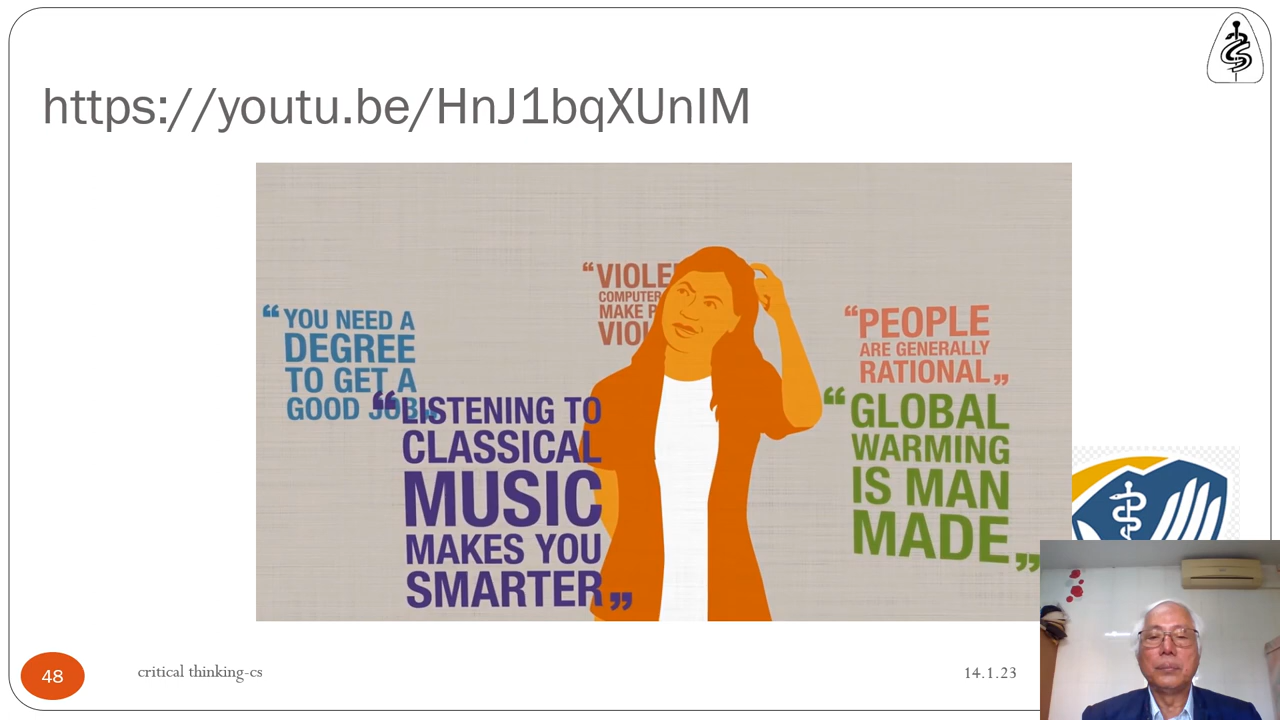 https://youtu.be/HnJ1bqXUnIM
“YOU NEED A
DEGREE
TO GET A
GOOD JOB„
“VIOLE
COMPUTER
MAKE P
VIOL
“LISTENING TO
CLASSICAL
MUSIC
MAKES YOU
SMARTER„
“PEOPLE
ARE GENERALLY
RATIONAL„
“GLOBAL
WARMING
IS MAN
MADE„
48
critical thinking-cs
14.1.23